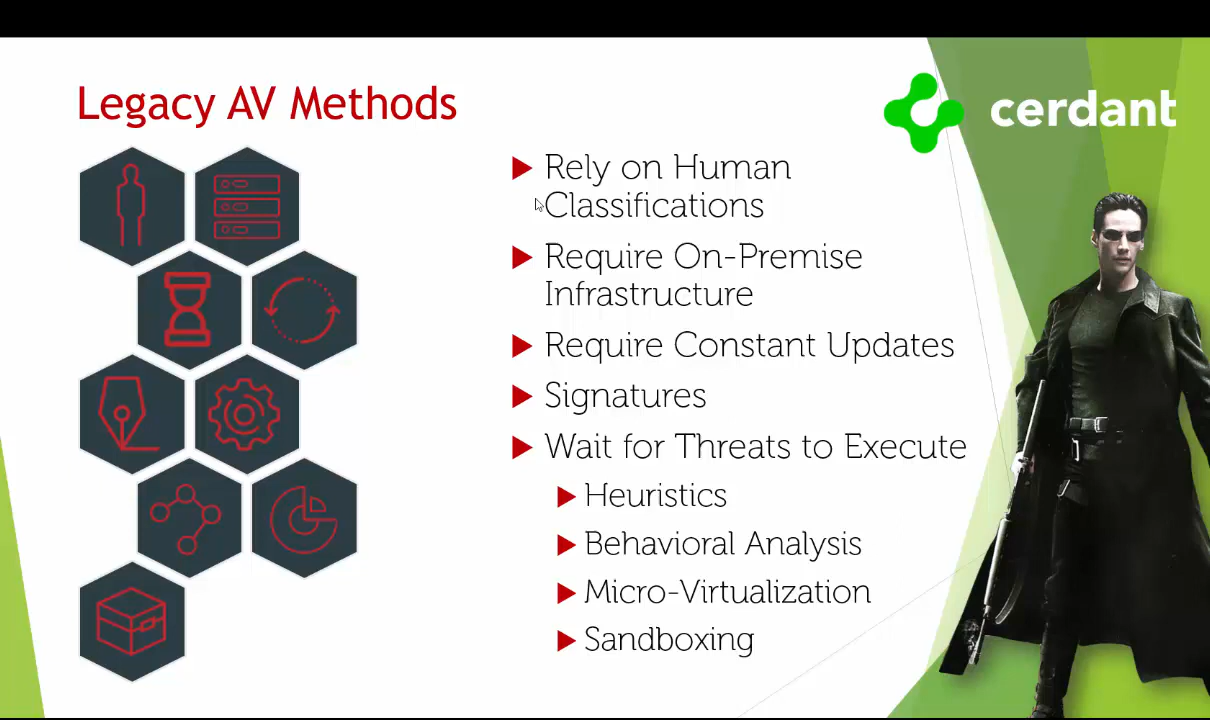 Legacy AV Methods
cerdant
Rely on Human
Classifications
Require On-Premise
Infrastructure
Require Constant Updates
Signatures
Wait for Threats to Execute
Heuristics
Behavioral Analysis
Micro-Virtualization
Sandboxing